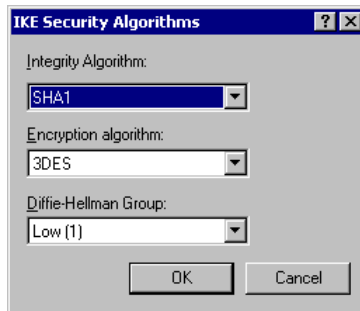 IKE Security Algorithms
Integrity Algorithm:
SHA1
Encryption algorithm:
3DES
Diffie-Hellman Group:
Low (1)
OK Cancel